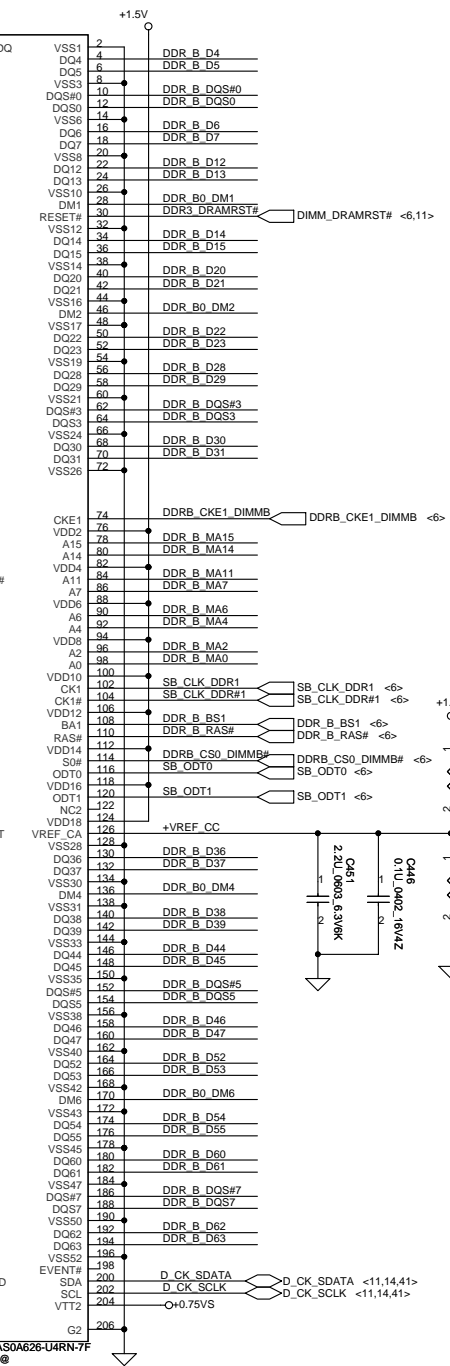 +1.5V
DQ VSS1 2
DQ4 4 DDR_B_D4
DQ5 6 DDR_B_D5
VSS3 8
DQS#0 10 DDR_B_DQS#0
DQS0 12 DDR_B_DQS0
VSS6 14
DQ6 16 DDR_B_D6
DQ7 18 DDR_B_D7
VSS8 20
DQ12 22 DDR_B_D12
DQ13 24 DDR_B_D13
VSS10 26
DM1 28 DDR_B0_DM1
RESET# 30 DDR3_DRAMRST# DIMM_DRAMRST# <6,11>
VSS12 32
DQ14 34 DDR_B_D14
DQ15 36 DDR_B_D15
VSS14 38
DQ20 40 DDR_B_D20
DQ21 42 DDR_B_D21
VSS16 44
DM2 46 DDR_B0_DM2
VSS17 48
DQ22 50 DDR_B_D22
DQ23 52 DDR_B_D23
VSS19 54
DQ28 56 DDR_B_D28
DQ29 58 DDR_B_D29
VSS21 60
DQS#3 62 DDR_B_DQS#3
DQS3 64 DDR_B_DQS3
VSS24 66
DQ30 68 DDR_B_D30
DQ31 70 DDR_B_D31
VSS26 72
CKE1 74 DDRB_CKE1_DIMMB DDRB_CKE1_DIMMB <6>
VDD2 76
A15 78 DDR_B_MA15
A14 80 DDR_B_MA14
VDD4 82
# A11 84 DDR_B_MA11
A7 86 DDR_B_MA7
VDD6 88
A6 90 DDR_B_MA6
A4 92 DDR_B_MA4
VDD8 94
A2 96 DDR_B_MA2
A0 98 DDR_B_MA0
VDD10 100
CK1 102 SB_CLK_DDR1 SB_CLK_DDR1 <6>
CK1# 104 SB_CLK_DDR#1 SB_CLK_DDR#1 <6>
VDD12 106
BA1 108 DDR_B_BS1 DDR_B_BS1 <6>
RAS# 110 DDR_B_RAS# DDR_B_RAS# <6>
VDD14 112
S0# 114 DDRB_CS0_DIMMB# DDRB_CS0_DIMMB# <6>
ODT0 116 SB_ODT0 SB_ODT0 <6>
VDD16 118
ODT1 120 SB_ODT1 SB_ODT1 <6>
NC2 122
VDD18 124
T VREF_CA 126 +VREF_CC
VSS28 128
DQ36 130 DDR_B_D36
DQ37 132 DDR_B_D37
VSS30 134
DM4 136 DDR_B0_DM4
VSS31 138
DQ38 140 DDR_B_D38
DQ39 142 DDR_B_D39
VSS33 144
DQ44 146 DDR_B_D44
DQ45 148 DDR_B_D45
VSS35 150
DQS#5 152 DDR_B_DQS#5
DQS5 154 DDR_B_DQS5
VSS38 156
DQ46 158 DDR_B_D46
DQ47 160 DDR_B_D47
VSS40 162
DQ52 164 DDR_B_D52
DQ53 166 DDR_B_D53
VSS42 168
DM6 170 DDR_B0_DM6
VSS43 172
DQ54 174 DDR_B_D54
DQ55 176 DDR_B_D55
VSS45 178
DQ60 180 DDR_B_D60
DQ61 182 DDR_B_D61
VSS47 184
DQS#7 186 DDR_B_DQS#7
DQS7 188 DDR_B_DQS7
VSS50 190
DQ62 192 DDR_B_D62
DQ63 194 DDR_B_D63
VSS52 196
EVENT# 198
D SDA 200 D_CK_SDATA D_CK_SDATA <11,14,41>
SCL 202 D_CK_SCLK D_CK_SCLK <11,14,41>
VTT2 204 +0.75VS
G2 206
AS0A626-U4RN-7F
@
C451
2.2U_0603_6.3V6K
1
2
C446
0.1U_0402_16V4Z
1
2
+1.
1
2
1
2